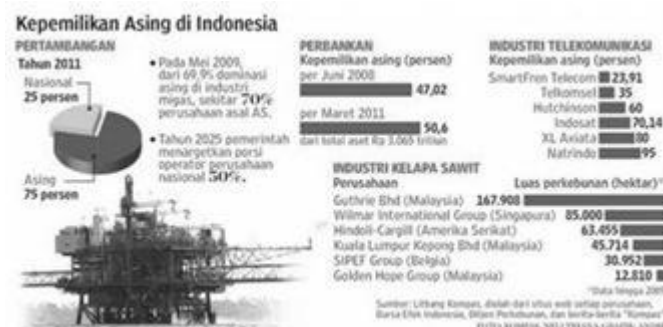 Kepemilikan Asing di Indonesia
PERTAMBANGAN
Tahun 2011
Nasional
25 persen
Asing
75 persen
• Pada Mei 2009,
dari 69,9% dominasi
asing di industri
migas, sekitar 70%
perusahaan asal AS.
• Tahun 2025 pemerintah
menargetkan porsi
operator perusahaan
nasional 50%.
PERBANKAN
Kepemilikan asing (persen)
per Juni 2008
47,02
per Maret 2011
50,6
dari total aset Rp 3.065 triliun
INDUSTRI TELEKOMUNIKASI
Kepemilikan asing (persen)
SmartFren Telecom 23,91
Telkomsel 35
Hutchinson 60
Indosat 70,14
XL Axiata 80
Natrindo 95
INDUSTRI KELAPA SAWIT
Perusahaan Luas perkebunan (hektar)*
Guthrie Bhd (Malaysia) 167.908
Wilmar International Group (Singapura) 85.000
Hindoli-Cargill (Amerika Serikat) 63.455
Kuala Lumpur Kepong Bhd (Malaysia) 45.714
SIPEF Group (Belgia) 30.952
Golden Hope Group (Malaysia) 12.810
*Data hingga 2005
Sumber: Litbang Kompas, diolah dari situs web setiap perusahaan,
Bursa Efek Indonesia, Ditjen Perkebunan, dan berita-berita "Kompas"